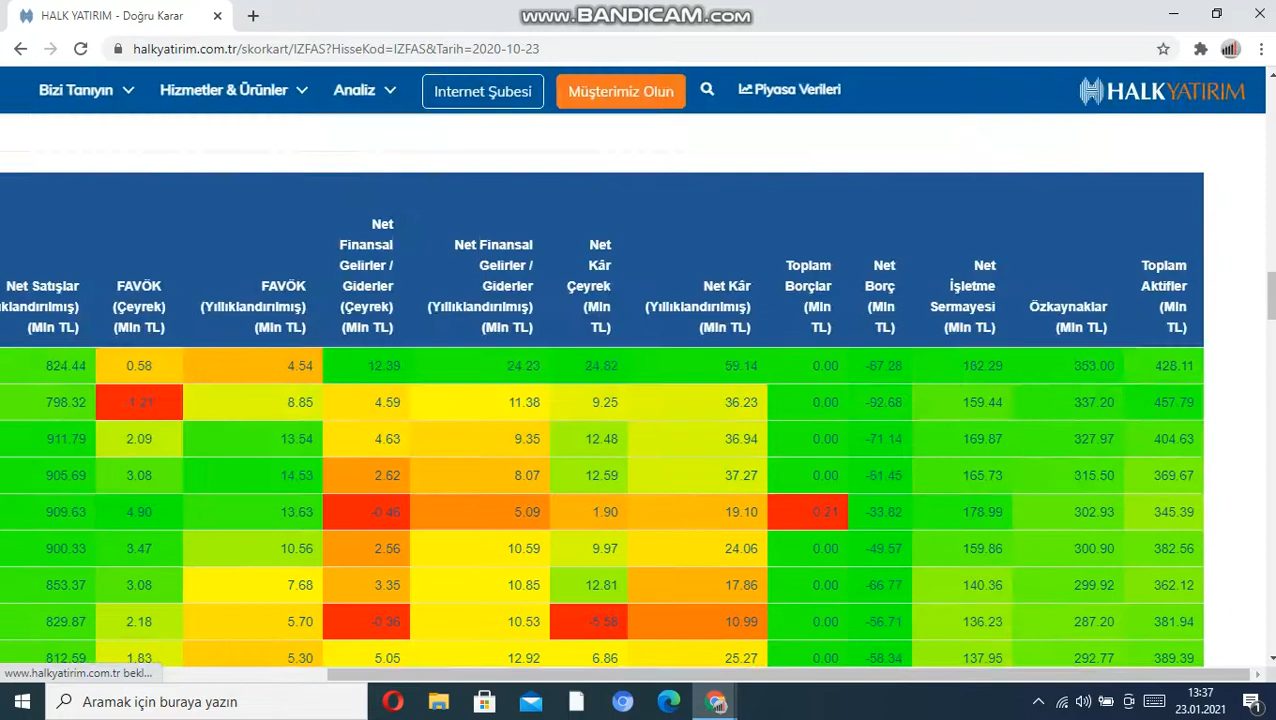 HALK YATIRIM - Doğru Karar
www.BANDICAM.com
halkyatirim.com.tr/skorkart/IZFAS?HisseKod=IZFAS&Tarih=2020-10-23
Bizi Tanıyın Hizmetler & Ürünler Analiz Internet Şubesi Müşterimiz Olun Piyasa Verileri HALKYATIRIM
Net Satışlar
ıklandırılmış)
(Mln TL)
FAVÖK
(Çeyrek)
(Mln TL)
FAVÖK
(Yıllıklandırılmış)
(Mln TL)
Net
Finansal
Gelirler /
Giderler
(Çeyrek)
(Mln TL)
Net Finansal
Gelirler /
Giderler
(Yıllıklandırılmış)
(Mln TL)
Net
Kâr
Çeyrek
(Mln
TL)
Net Kâr
(Yıllıklandırılmış)
(Mln TL)
Toplam
Borçlar
(Mln
TL)
Net
Borç
(Mln
TL)
Net
İşletme
Sermayesi
(Mln TL)
Özkaynaklar
(Mln TL)
Toplam
Aktifler
(Mln
TL)
824.44 0.58 4.54 12.39 24.23 24.82 59.14 0.00 -87.28 182.29 353.00 428.11
798.32 8.85 4.59 11.38 9.25 36.23 0.00 -92.68 159.44 337.20 457.79
911.79 2.09 13.54 4.63 9.35 12.48 36.94 0.00 -71.14 169.87 327.97 404.63
905.69 3.08 14.53 2.62 8.07 12.59 37.27 0.00 -61.45 165.73 315.50 369.67
909.63 4.90 13.63 -0.46 5.09 1.90 19.10 0.21 -33.82 178.99 302.93 345.39
900.33 3.47 10.56 2.56 10.59 9.97 24.06 0.00 -49.57 159.86 300.90 382.56
853.37 3.08 7.68 3.35 10.85 12.81 17.86 0.00 -66.77 140.36 299.92 362.12
829.87 2.18 5.70 -0.36 10.53 -5.58 10.99 0.00 -56.71 136.23 287.20 381.94
812.59 1.83 5.30 5.05 12.92 6.86 25.27 0.00 -58.34 137.95 292.77 389.39
www.halkyatirim.com.tr bekl...
Aramak için buraya yazın
13:37
23.01.2021
1